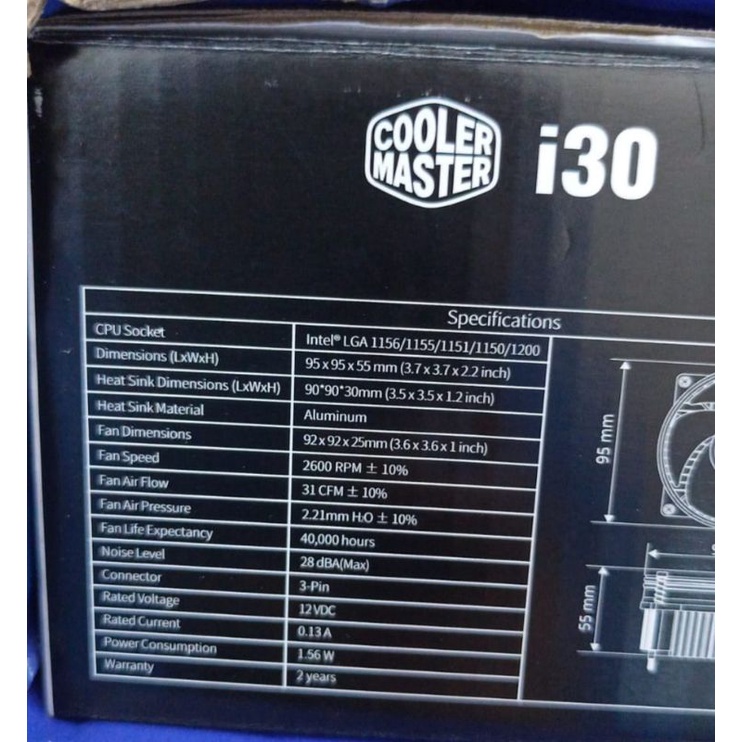 COOLER
MASTER
i30
Specifications
CPU Socket Intel® LGA 1156/1155/1151/1150/1200
Dimensions (LxWxH) 95 x 95 x 55 mm (3.7 x 3.7 x 2.2 inch)
Heat Sink Dimensions (LxWxH) 90*90*30mm (3.5 x 3.5 x 1.2 inch)
Heat Sink Material Aluminum
Fan Dimensions 92 x 92 x 25mm (3.6 x 3.6 x 1 inch)
Fan Speed 2600 RPM ± 10%
Fan Air Flow 31 CFM ± 10%
Fan Air Pressure 2.21mm H₂O ± 10%
Fan Life Expectancy 40,000 hours
Noise Level 28 dBA(Max)
Connector 3-Pin
Rated Voltage 12 VDC
Rated Current 0.13 A
Power Consumption 1.56 W
Warranty 2 years
95 mm
55 mm